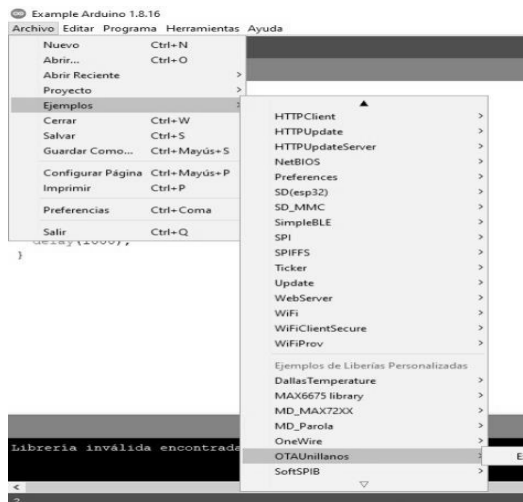 Example Arduino 1.8.16
Archivo Editar Programa Herramientas Ayuda
Nuevo Ctrl+N
Abrir... Ctrl+O
Abrir Reciente
Proyecto
Ejemplos
Cerrar Ctrl+W
Salvar Ctrl+S
Guardar Como... Ctrl+Mayús+S
Configurar Página Ctrl+Mayús+P
Imprimir Ctrl+P
Preferencias Ctrl+Coma
Salir Ctrl+Q
delay(1000);
}
HTTPClient
HTTPUpdate
HTTPUpdateServer
NetBIOS
Preferences
SD(esp32)
SD_MMC
SimpleBLE
SPI
SPIFFS
Ticker
Update
WebServer
WiFi
WiFiClientSecure
WiFiProv
Ejemplos de Liberías Personalizadas
DallasTemperature
MAX6675 library
MD_MAX72XX
MD_Parola
OneWire
OTAUnillanos
SoftSPIB
E
Librería inválida encontrada